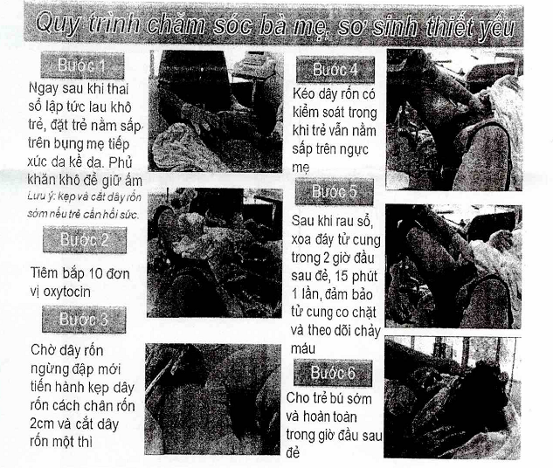 Quy trình chăm sóc bà mẹ, sơ sinh thiết yếu
Bước 1
Ngay sau khi thai
sổ lập tức lau khô
trẻ, đặt trẻ nằm sấp
trên bụng mẹ tiếp
xúc da kề da. Phủ
khăn khô để giữ ấm
Lưu ý: kẹp và cắt dây rốn
sớm nếu trẻ cần hồi sức.
Bước 2
Tiêm bắp 10 đơn
vị oxytocin
Bước 3
Chờ dây rốn
ngừng đập mới
tiến hành kẹp dây
rốn cách chân rốn
2cm và cắt dây
rốn một thì
Bước 4
Kéo dây rốn có
kiểm soát trong
khi trẻ vẫn nằm
sấp trên ngực
mẹ
Bước 5
Sau khi rau sổ,
xoa đáy tử cung
trong 2 giờ đầu
sau đẻ, 15 phút
1 lần, đảm bảo
tử cung co chặt
và theo dõi chảy
máu
Bước 6
Cho trẻ bú sớm
và hoàn toàn
trong giờ đầu sau
đẻ